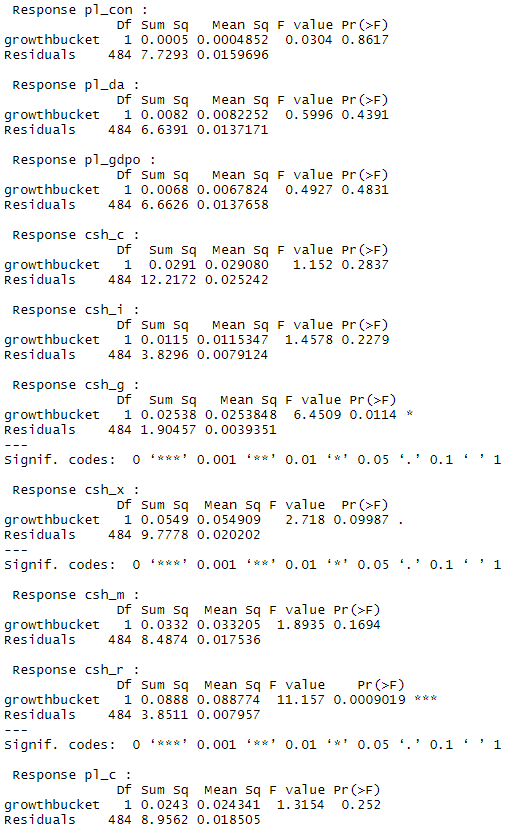 Response pl_con :
              Df Sum Sq   Mean Sq F value Pr(>F)
growthbucket   1 0.0005 0.0004852  0.0304 0.8617
Residuals    484 7.7293 0.0159696

 Response pl_da :
              Df Sum Sq   Mean Sq F value Pr(>F)
growthbucket   1 0.0082 0.0082252  0.5996 0.4391
Residuals    484 6.6391 0.0137171

 Response pl_gdpo :
              Df Sum Sq   Mean Sq F value Pr(>F)
growthbucket   1 0.0068 0.0067824  0.4927 0.4831
Residuals    484 6.6626 0.0137658

 Response csh_c :
              Df  Sum Sq  Mean Sq F value Pr(>F)
growthbucket   1  0.0291 0.029080   1.152 0.2837
Residuals    484 12.2172 0.025242

 Response csh_i :
              Df Sum Sq   Mean Sq F value Pr(>F)
growthbucket   1 0.0115 0.0115347  1.4578 0.2279
Residuals    484 3.8296 0.0079124

 Response csh_g :
              Df  Sum Sq   Mean Sq F value Pr(>F)
growthbucket   1 0.02538 0.0253848  6.4509 0.0114 *
Residuals    484 1.90457 0.0039351
---
Signif. codes:  0 ‘***’ 0.001 ‘**’ 0.01 ‘*’ 0.05 ‘.’ 0.1 ‘ ’ 1

 Response csh_x :
              Df Sum Sq  Mean Sq F value  Pr(>F)
growthbucket   1 0.0549 0.054909   2.718 0.09987 .
Residuals    484 9.7778 0.020202
---
Signif. codes:  0 ‘***’ 0.001 ‘**’ 0.01 ‘*’ 0.05 ‘.’ 0.1 ‘ ’ 1

 Response csh_m :
              Df Sum Sq  Mean Sq F value Pr(>F)
growthbucket   1 0.0332 0.033205  1.8935 0.1694
Residuals    484 8.4874 0.017536

 Response csh_r :
              Df Sum Sq  Mean Sq F value    Pr(>F)
growthbucket   1 0.0888 0.088774  11.157 0.0009019 ***
Residuals    484 3.8511 0.007957
---
Signif. codes:  0 ‘***’ 0.001 ‘**’ 0.01 ‘*’ 0.05 ‘.’ 0.1 ‘ ’ 1

 Response pl_c :
              Df Sum Sq  Mean Sq F value Pr(>F)
growthbucket   1 0.0243 0.024341  1.3154  0.252
Residuals    484 8.9562 0.018505